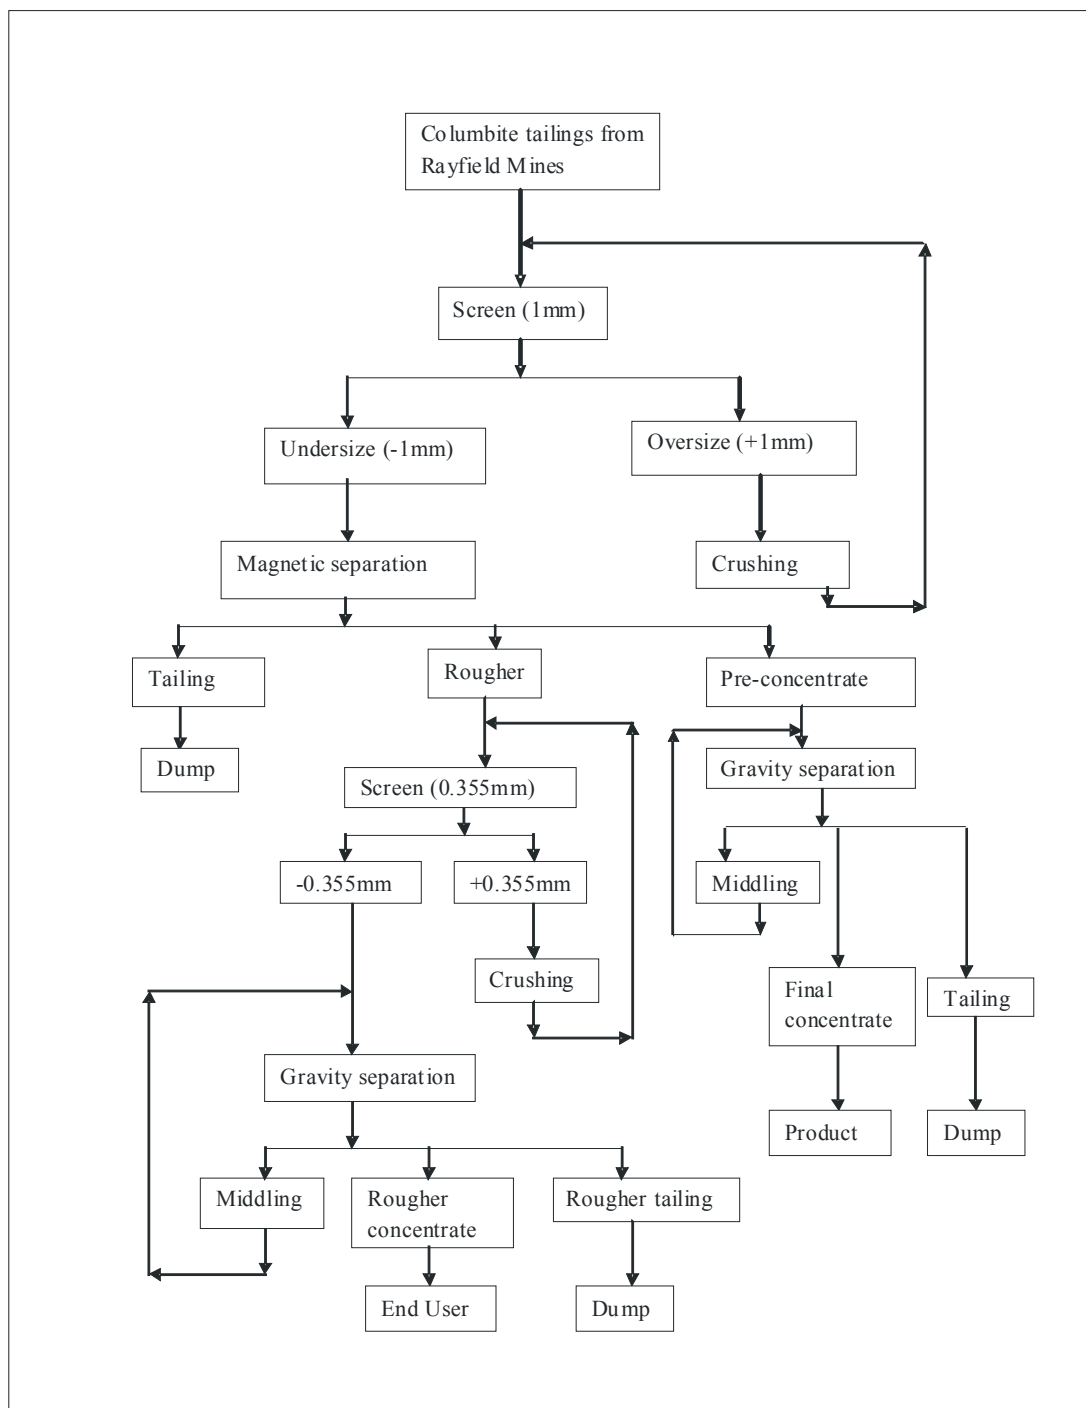 Columbite tailings from
Rayfield Mines
Screen (1mm)
Undersize (-1mm)
Oversize (+1mm)
Magnetic separation
Crushing
Tailing
Rougher
Pre-concentrate
Dump
Screen (0.355mm)
Gravity separation
-0.355mm
+0.355mm
Middling
Crushing
Final
concentrate
Tailing
Gravity separation
Product
Dump
Middling
Rougher
concentrate
Rougher tailing
End User
Dump